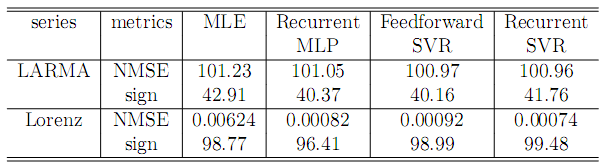 series metrics MLE Recurrent Feedforward Recurrent
MLP SVR SVR
LARMA NMSE 101.23 101.05 100.97 100.96
sign 42.91 40.37 40.16 41.76
Lorenz NMSE 0.00624 0.00082 0.00092 0.00074
sign 98.77 96.41 98.99 99.48